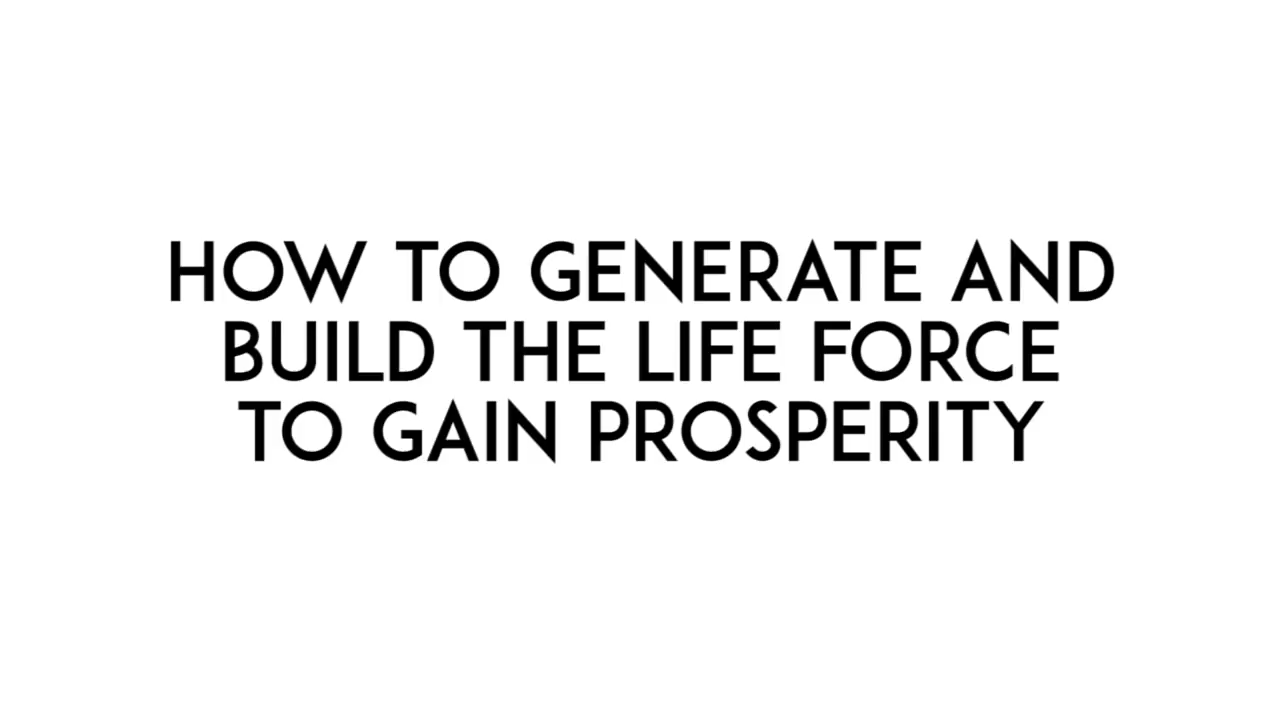 HOW TO GENERATE AND
BUILD THE LIFE FORCE
TO GAIN PROSPERITY